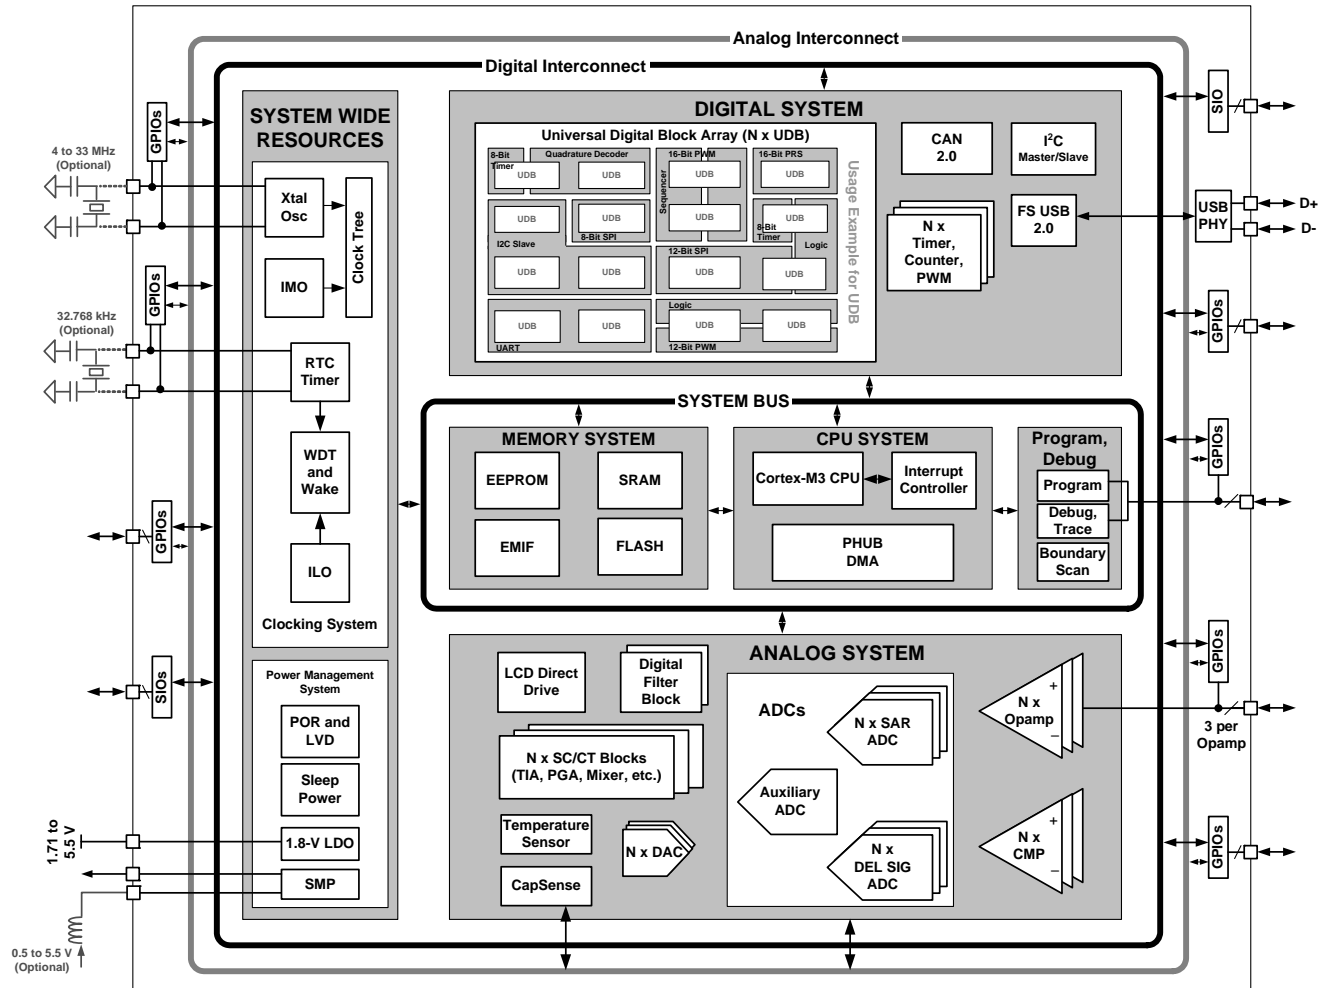 Analog Interconnect
Digital Interconnect
4 to 33 MHz
(Optional)
GPIOs
32.768 kHz
(Optional)
GPIOs
GPIOs
SIOs
1.71 to
5.5 V
0.5 to 5.5 V
(Optional)
SYSTEM WIDE
RESOURCES
Xtal
Osc
IMO
Clock Tree
RTC
Timer
WDT
and
Wake
ILO
Clocking System
Power Management
System
POR and
LVD
Sleep
Power
1.8-V LDO
SMP
DIGITAL SYSTEM
Universal Digital Block Array (N x UDB)
8-Bit
Timer
Quadrature Decoder
16-Bit PWM
16-Bit PRS
UDB
UDB
UDB
UDB
Sequencer
UDB
UDB
UDB
UDB
I2C Slave
8-Bit SPI
8-Bit
Timer
Logic
12-Bit SPI
UDB
UDB
UDB
UDB
Logic
UDB
UDB
UDB
UDB
UART
12-Bit PWM
Usage Example for UDB
CAN
2.0
I2C
Master/Slave
N x
Timer,
Counter,
PWM
FS USB
2.0
SYSTEM BUS
MEMORY SYSTEM
EEPROM
SRAM
EMIF
FLASH
CPU SYSTEM
Cortex-M3 CPU
Interrupt
Controller
PHUB
DMA
Program,
Debug
Program
Debug,
Trace
Boundary
Scan
ANALOG SYSTEM
LCD Direct
Drive
Digital
Filter
Block
N x SC/CT Blocks
(TIA, PGA, Mixer, etc.)
Temperature
Sensor
N x DAC
CapSense
ADCs
N x SAR
ADC
Auxiliary
ADC
N x
DEL SIG
ADC
+
N x
Opamp
–
+
N x
CMP
–
SIO
USB
PHY
D+
D-
GPIOs
GPIOs
GPIOs
3 per
Opamp
GPIOs